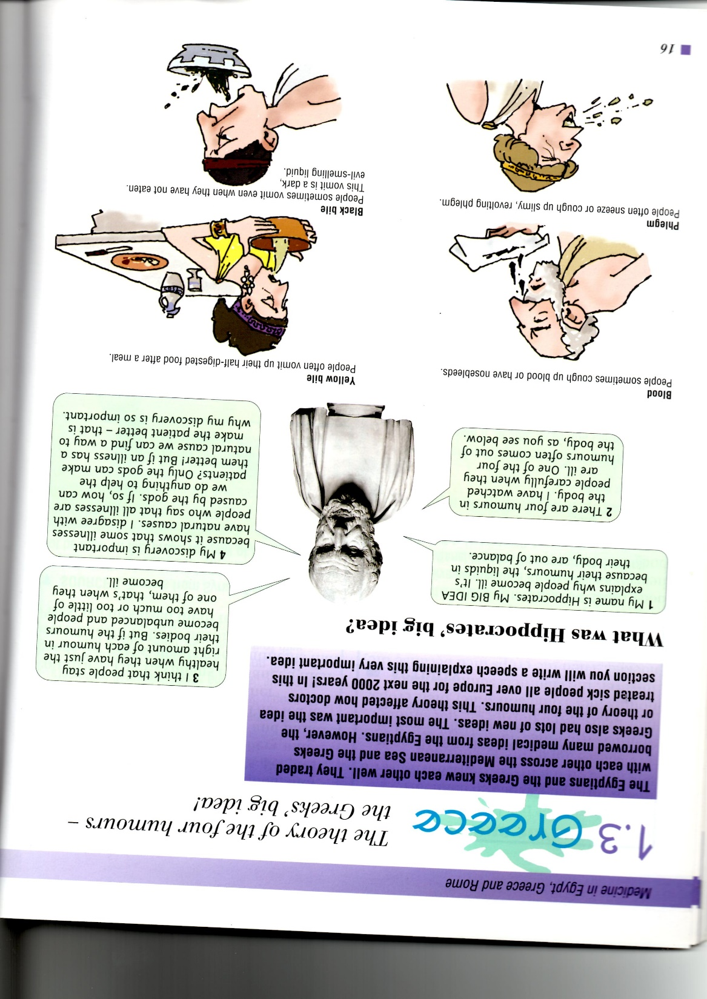 Medicine in Egypt, Greece and Rome
1.3 Greece
The theory of the four humours –
the Greeks’ big idea!
The Egyptians and the Greeks knew each other well. They traded
with each other across the Mediterranean Sea and the Greeks
borrowed many medical ideas from the Egyptians. However, the
Greeks also had lots of new ideas. The most important was the idea
or theory of the four humours. This theory affected how doctors
treated sick people all over Europe for the next 2000 years! In this
section you will write a speech explaining this very important idea.
What was Hippocrates’ big idea?
1 My name is Hippocrates. My BIG IDEA
explains why people become ill. It’s
because their humours, the liquids in
their body, are out of balance.
2 There are four humours in
the body. I have watched
people carefully when they
are ill. One of the four
humours often comes out of
the body, as you see below.
3 I think that people stay
healthy when they have just the
right amount of each humour in
their bodies. But if the humours
become unbalanced and people
have too much or too little of
one of them, that’s when they
become ill.
4 My discovery is important
because it shows that some illnesses
have natural causes. I disagree with
people who say that all illnesses are
caused by the gods. If so, how can
we do anything to help the
patients? Only the gods can make
them better! But if an illness has a
natural cause we can find a way to
make the patient better – that is
why my discovery is so important.
Blood
People sometimes cough up blood or have nosebleeds.
Yellow bile
People often vomit up their half-digested food after a meal.
Phlegm
People often sneeze or cough up slimy, revolting phlegm.
Black bile
People sometimes vomit even when they have not eaten.
This vomit is a dark,
evil-smelling liquid.
16